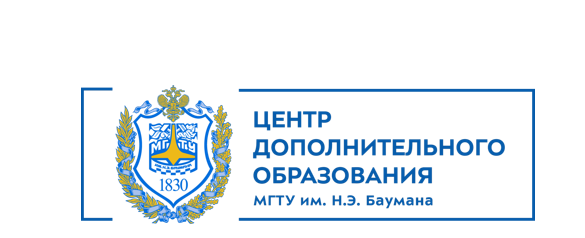 МГТУ
1830
ЦЕНТР
ДОПОЛНИТЕЛЬНОГО
ОБРАЗОВАНИЯ
МГТУ им. Н.Э. Баумана